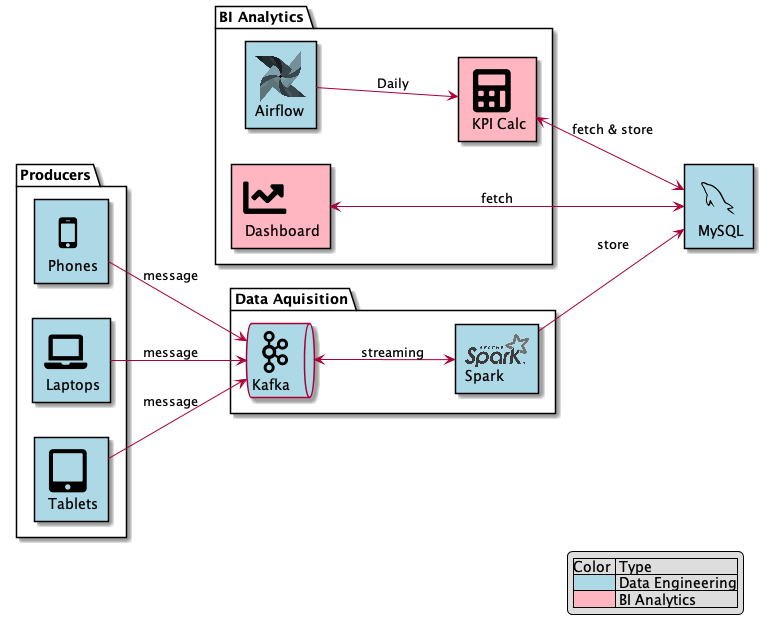 BI Analytics
Airflow
Daily
KPI Calc
fetch & store
Dashboard
fetch
MySQL
store
Producers
Phones
message
Laptops
message
Tablets
message
Data Aquisition
Kafka
streaming
APACHE
Spark
Spark
Color Type
Data Engineering
BI Analytics